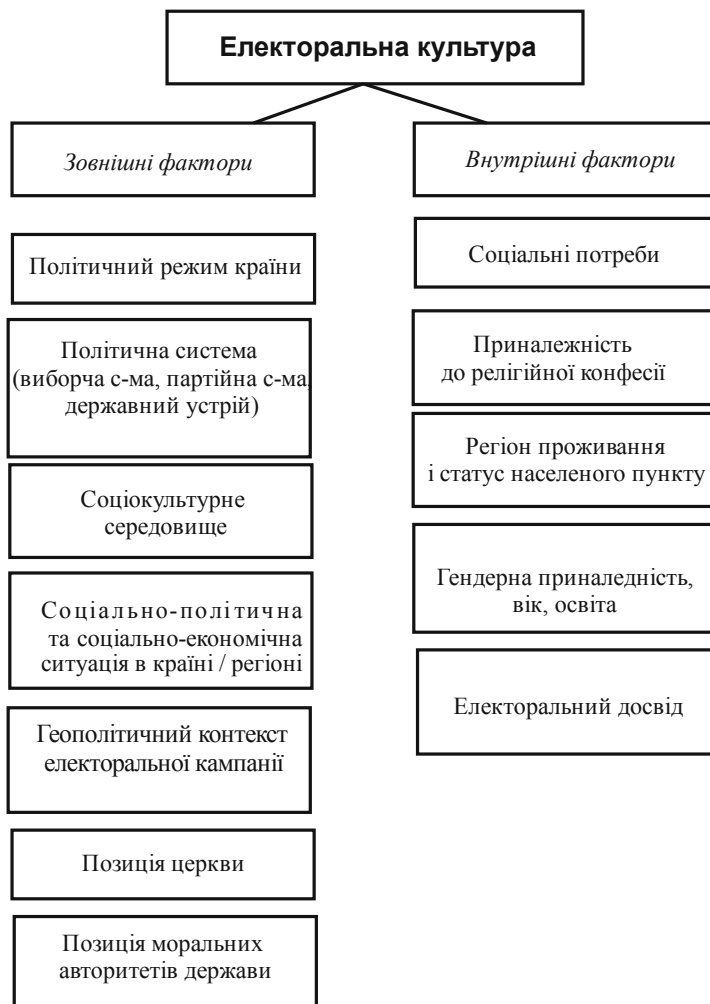 Електоральна культура
Зовнішні фактори
Політичний режим країни
Політична система
(виборча с-ма, партійна с-ма,
державний устрій)
Соціокультурне
середовище
Соціально-політична
та соціально-економічна
ситуація в країні / регіоні
Геополітичний контекст
електоральної кампанії
Позиція церкви
Позиція моральних
авторитетів держави
Внутрішні фактори
Соціальні потреби
Приналежність
до релігійної конфесії
Регіон проживання
і статус населеного пункту
Гендерна приналедність,
вік, освіта
Електоральний досвід